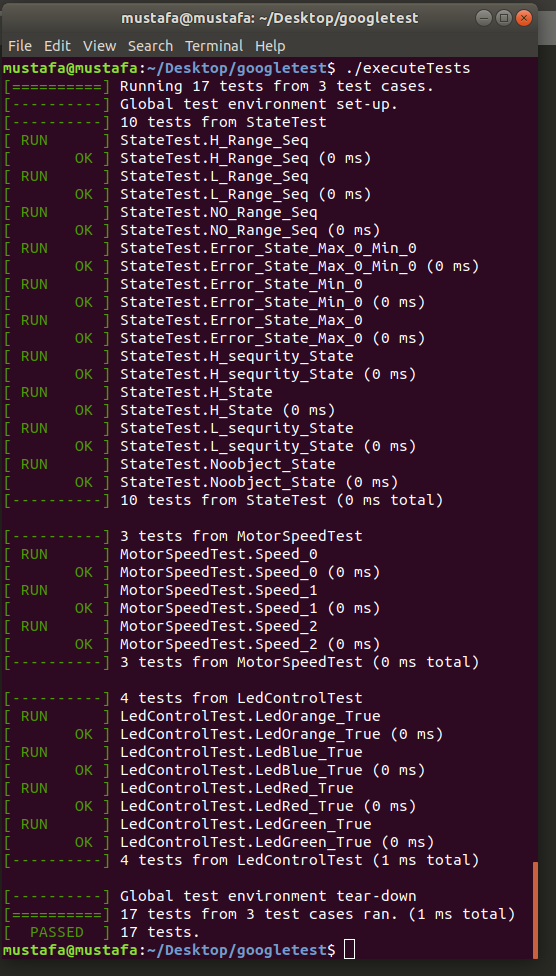 mustafa@mustafa: ~/Desktop/googletest
File Edit View Search Terminal Help
mustafa@mustafa:~/Desktop/googletest$ ./executeTests
[==========] Running 17 tests from 3 test cases.
[----------] Global test environment set-up.
[----------] 10 tests from StateTest
[ RUN      ] StateTest.H_Range_Seq
[       OK ] StateTest.H_Range_Seq (0 ms)
[ RUN      ] StateTest.L_Range_Seq
[       OK ] StateTest.L_Range_Seq (0 ms)
[ RUN      ] StateTest.NO_Range_Seq
[       OK ] StateTest.NO_Range_Seq (0 ms)
[ RUN      ] StateTest.Error_State_Max_0_Min_0
[       OK ] StateTest.Error_State_Max_0_Min_0 (0 ms)
[ RUN      ] StateTest.Error_State_Min_0
[       OK ] StateTest.Error_State_Min_0 (0 ms)
[ RUN      ] StateTest.Error_State_Max_0
[       OK ] StateTest.Error_State_Max_0 (0 ms)
[ RUN      ] StateTest.H_sequrity_State
[       OK ] StateTest.H_sequrity_State (0 ms)
[ RUN      ] StateTest.H_State
[       OK ] StateTest.H_State (0 ms)
[ RUN      ] StateTest.L_sequrity_State
[       OK ] StateTest.L_sequrity_State (0 ms)
[ RUN      ] StateTest.Noobject_State
[       OK ] StateTest.Noobject_State (0 ms)
[----------] 10 tests from StateTest (0 ms total)
[----------] 3 tests from MotorSpeedTest
[ RUN      ] MotorSpeedTest.Speed_0
[       OK ] MotorSpeedTest.Speed_0 (0 ms)
[ RUN      ] MotorSpeedTest.Speed_1
[       OK ] MotorSpeedTest.Speed_1 (0 ms)
[ RUN      ] MotorSpeedTest.Speed_2
[       OK ] MotorSpeedTest.Speed_2 (0 ms)
[----------] 3 tests from MotorSpeedTest (0 ms total)
[----------] 4 tests from LedControlTest
[ RUN      ] LedControlTest.LedOrange_True
[       OK ] LedControlTest.LedOrange_True (0 ms)
[ RUN      ] LedControlTest.LedBlue_True
[       OK ] LedControlTest.LedBlue_True (0 ms)
[ RUN      ] LedControlTest.LedRed_True
[       OK ] LedControlTest.LedRed_True (0 ms)
[ RUN      ] LedControlTest.LedGreen_True
[       OK ] LedControlTest.LedGreen_True (0 ms)
[----------] 4 tests from LedControlTest (1 ms total)
[----------] Global test environment tear-down
[==========] 17 tests from 3 test cases ran. (1 ms total)
[  PASSED  ] 17 tests.
mustafa@mustafa:~/Desktop/googletest$